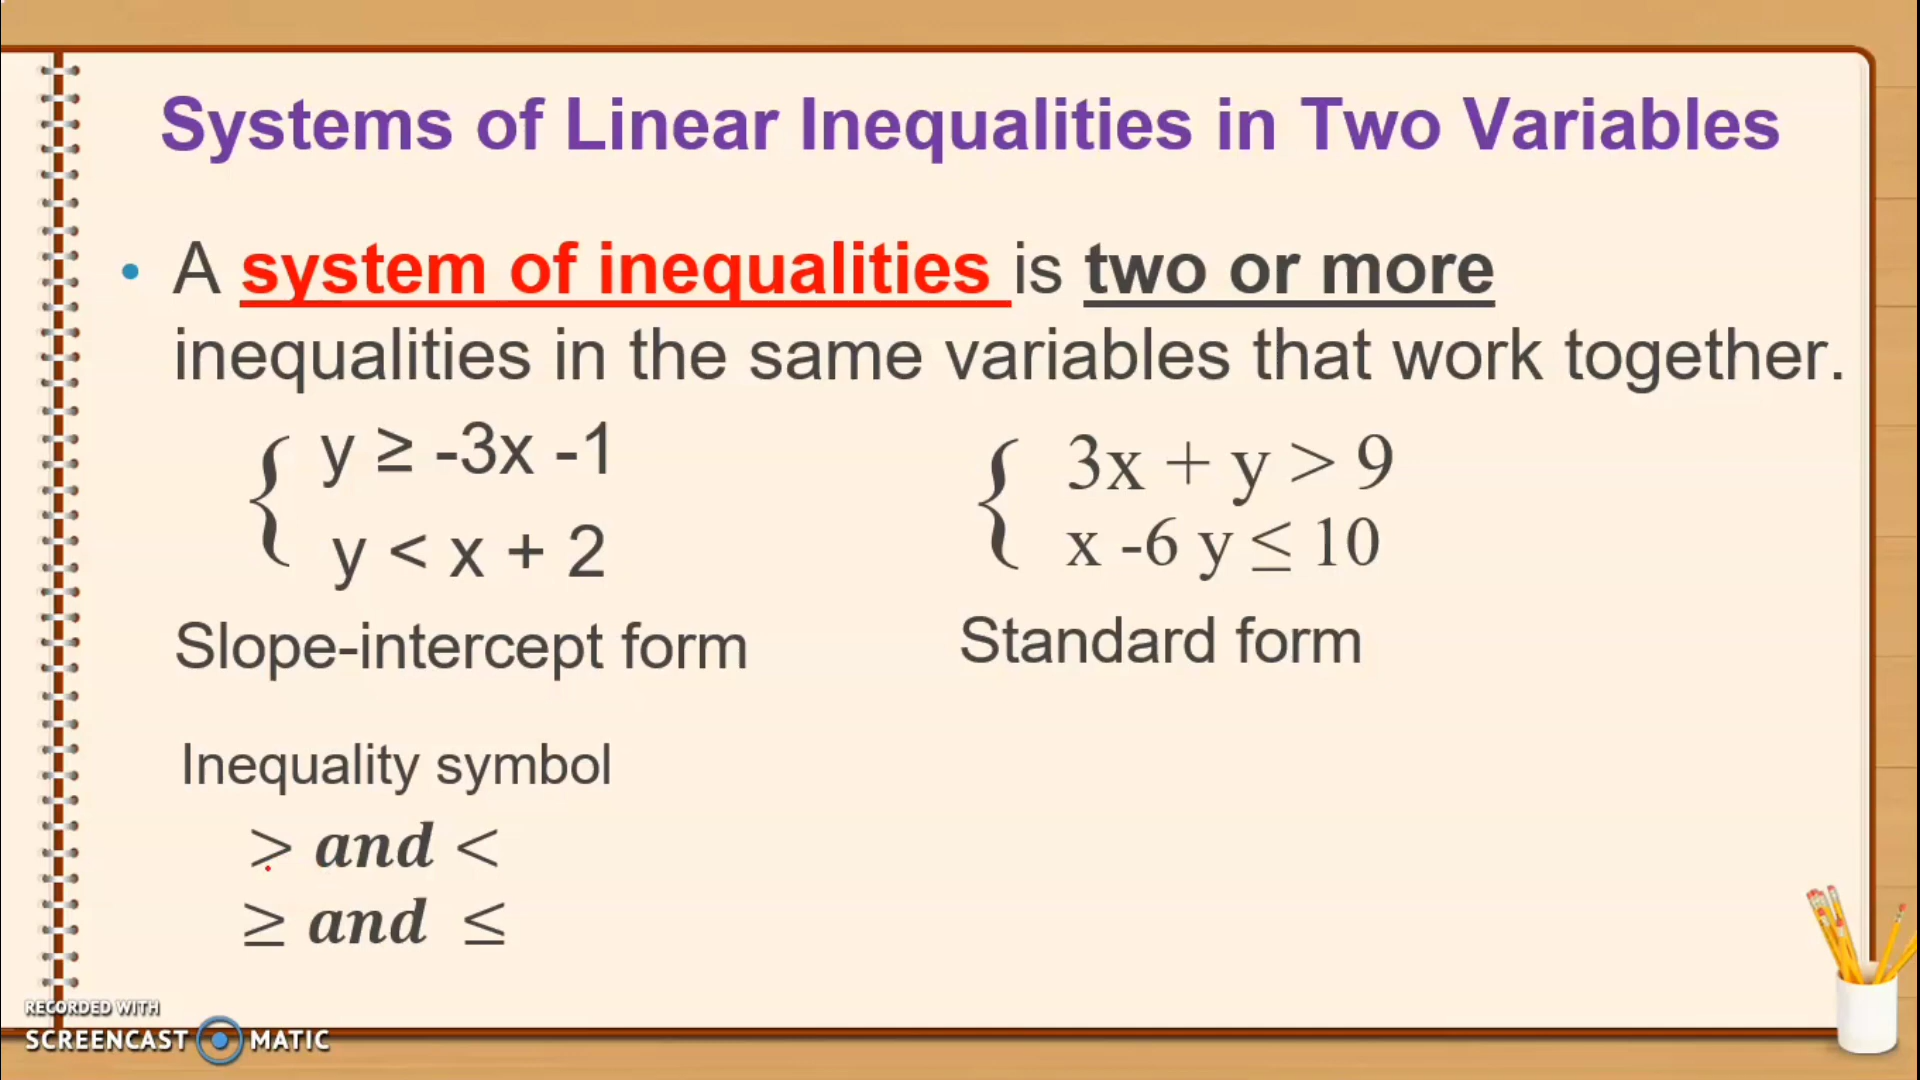 Systems of Linear Inequalities in Two Variables
• A system of inequalities is two or more
inequalities in the same variables that work together.
{ y ≥ -3x -1
y < x + 2
Slope-intercept form
{ 3x + y > 9
x -6 y ≤ 10
Standard form
Inequality symbol
> and <
≥ and ≤
RECORDED WITH
SCREENCAST MATIC